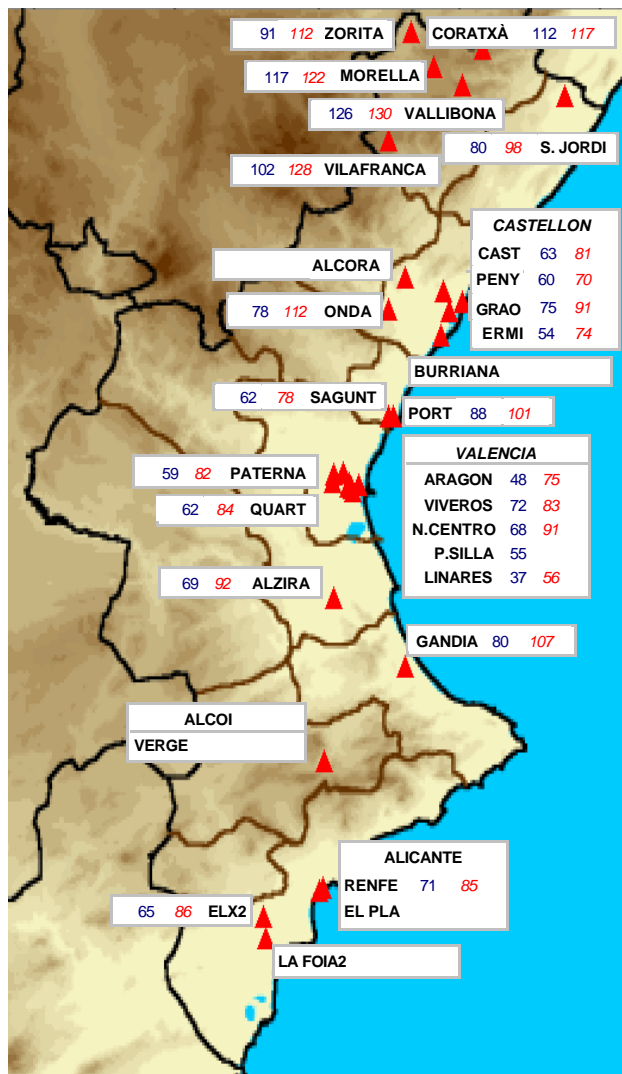 91 112 ZORITA
CORATXÀ 112 117
117 122 MORELLA
126 130 VALLIBONA
80 98 S. JORDI
102 128 VILAFRANCA
CASTELLON
CAST 63 81
PENY 60 70
GRAO 75 91
ERMI 54 74
ALCORA
78 112 ONDA
BURRIANA
62 78 SAGUNT
PORT 88 101
VALENCIA
ARAGON 48 75
VIVEROS 72 83
N.CENTRO 68 91
P.SILLA 55
LINARES 37 56
59 82 PATERNA
62 84 QUART
69 92 ALZIRA
GANDIA 80 107
ALCOI
VERGE
ALICANTE
RENFE 71 85
EL PLA
65 86 ELX2
LA FOIA2